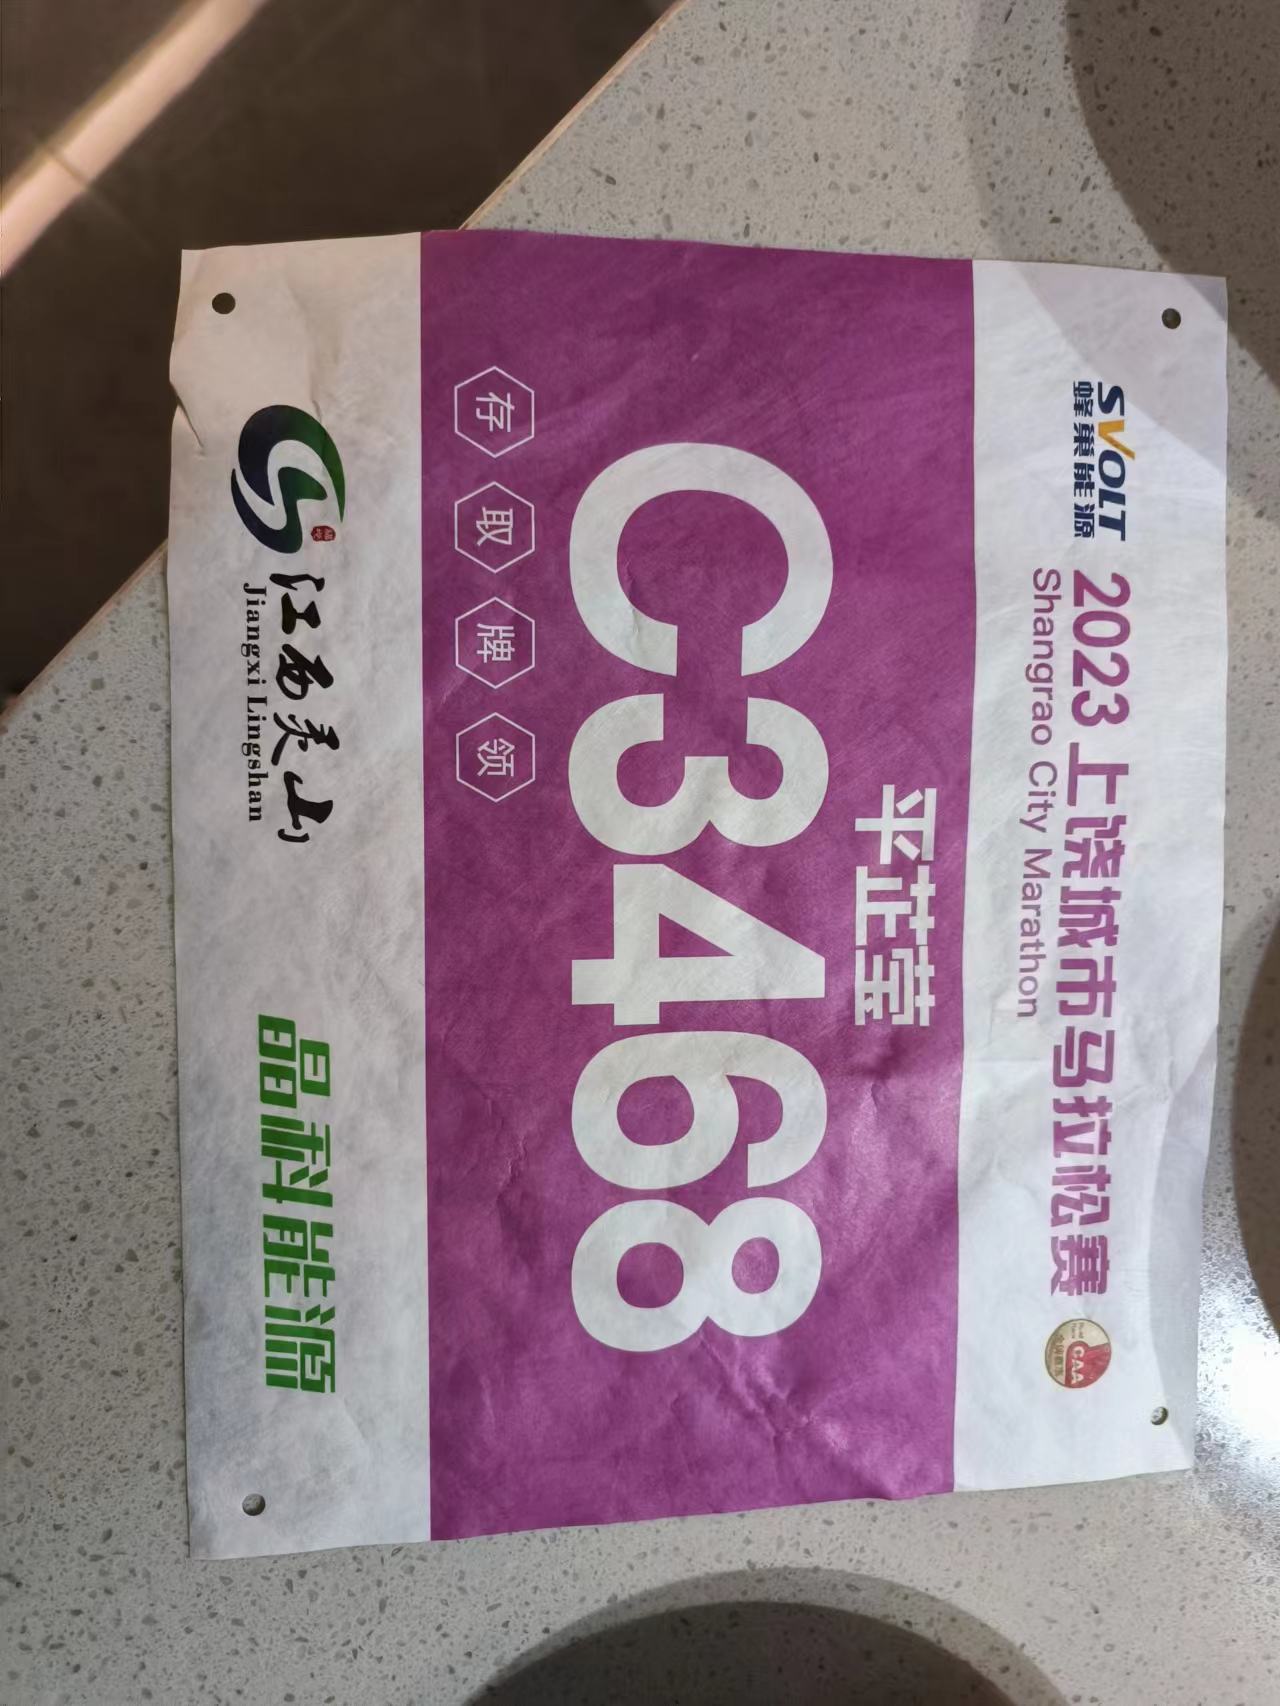 SVOLT
蜂巢能源
2023 上饶城市马拉松赛
Shangrao City Marathon
CAA
平芷莹
C3468
存 取 牌 领
江西灵山
Jiangxi Lingshan
晶科能源